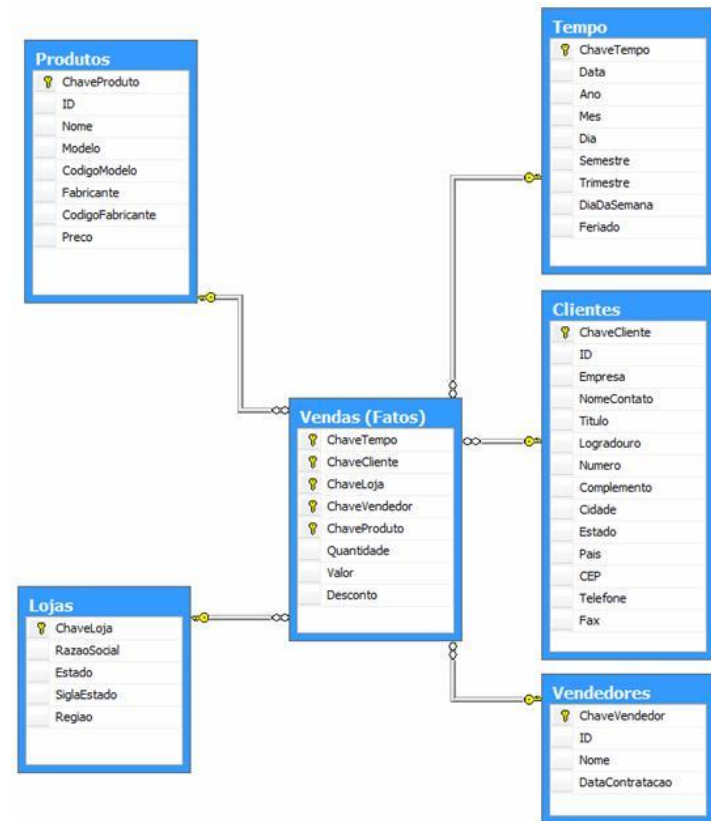 Produtos
ChaveProduto
ID
Nome
Modelo
CodigoModelo
Fabricante
CodigoFabricante
Preco
Tempo
ChaveTempo
Data
Ano
Mes
Dia
Semestre
Trimestre
DiaDaSemana
Feriado
Clientes
ChaveCliente
ID
Empresa
NomeContato
Titulo
Logradouro
Numero
Complemento
Cidade
Estado
Pais
CEP
Telefone
Fax
Vendas (Fatos)
ChaveTempo
ChaveCliente
ChaveLoja
ChaveVendedor
ChaveProduto
Quantidade
Valor
Desconto
Lojas
ChaveLoja
RazaoSocial
Estado
SiglaEstado
Regiao
Vendedores
ChaveVendedor
ID
Nome
DataContratacao